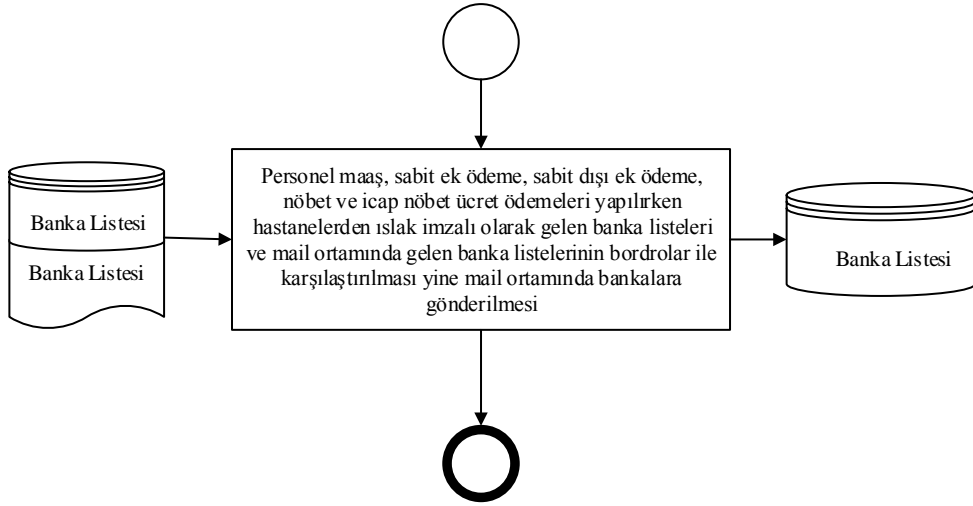 Banka Listesi
Banka Listesi
Personel maaş, sabit ek ödeme, sabit dışı ek ödeme,
nöbet ve icap nöbet ücret ödemeleri yapılırken
hastanelerden ıslak imzalı olarak gelen banka listeleri
ve mail ortamında gelen banka listelerinin bordrolar ile
karşılaştırılması yine mail ortamında bankalara
gönderilmesi
Banka Listesi